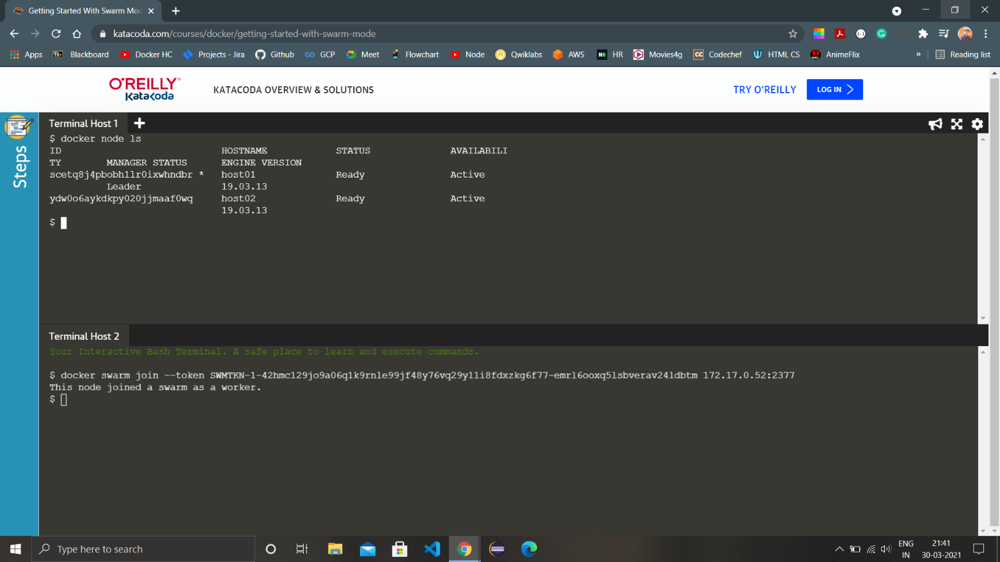 Getting Started With Swarm Mod
katacoda.com/courses/docker/getting-started-with-swarm-mode
Apps Bb Blackboard Docker HC Projects - Jira Github GCP Meet Flowchart Node Qwiklabs AWS HR Movies4g CC Codechef HTML CS AnimeFlix » Reading list
O'REILLY®
Katacoda
KATACODA OVERVIEW & SOLUTIONS
TRY O'REILLY
LOG IN
Steps
Terminal Host 1
$ docker node ls
ID HOSTNAME STATUS AVAILABILI
TY MANAGER STATUS ENGINE VERSION
scetq8j4pbobh1lr0ixwhndbr * host01 Ready Active
Leader 19.03.13
ydw0o6aykdkpy020jjmaaf0wq host02 Ready Active
19.03.13
$
Terminal Host 2
Your Interactive Bash Terminal. A safe place to learn and execute commands.
$ docker swarm join --token SWMTKN-1-42hmc129jo9a06q1k9rnle99jf48y76vq29y11i8fdxzkg6f77-emrl6ooxq5lsbverav24ldbtm 172.17.0.52:2377
This node joined a swarm as a worker.
$
Type here to search
ENG
IN
21:41
30-03-2021